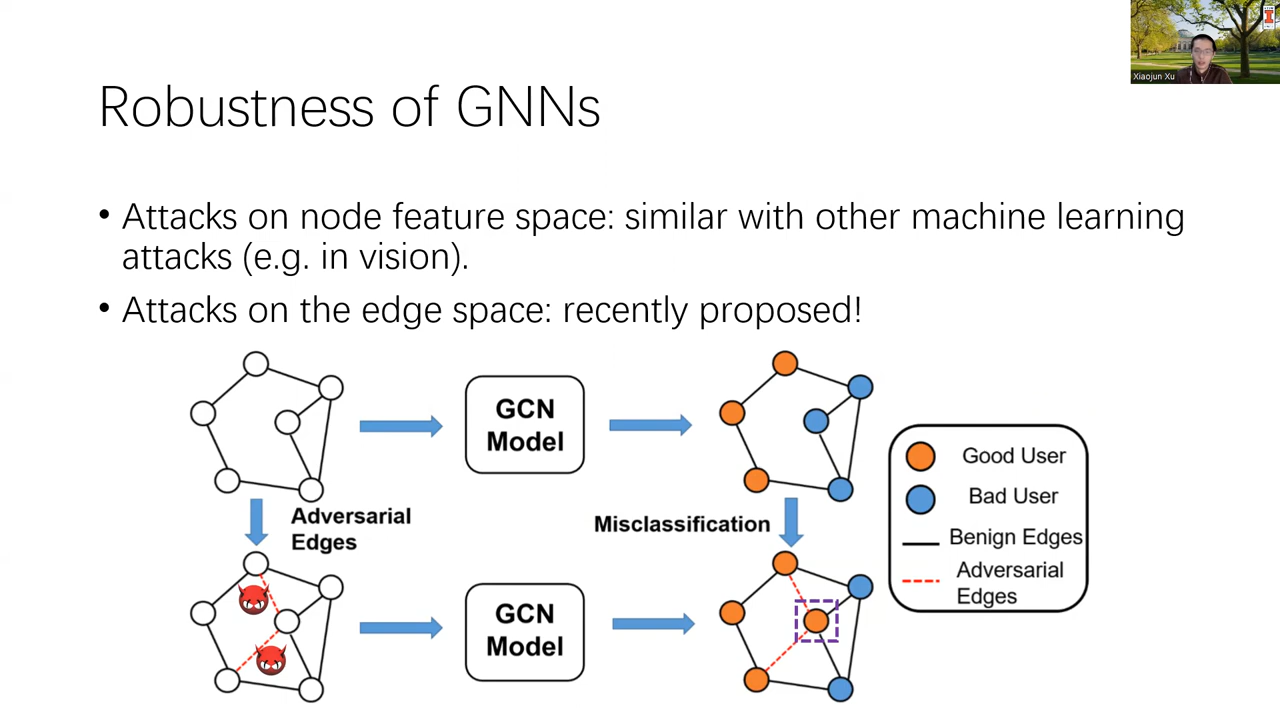 Xiaojun Xu
Robustness of GNNs
• Attacks on node feature space: similar with other machine learning
attacks (e.g. in vision).
• Attacks on the edge space: recently proposed!
GCN
Model
Good User
Bad User
Benign Edges
Adversarial
Edges
Adversarial
Edges
Misclassification
GCN
Model